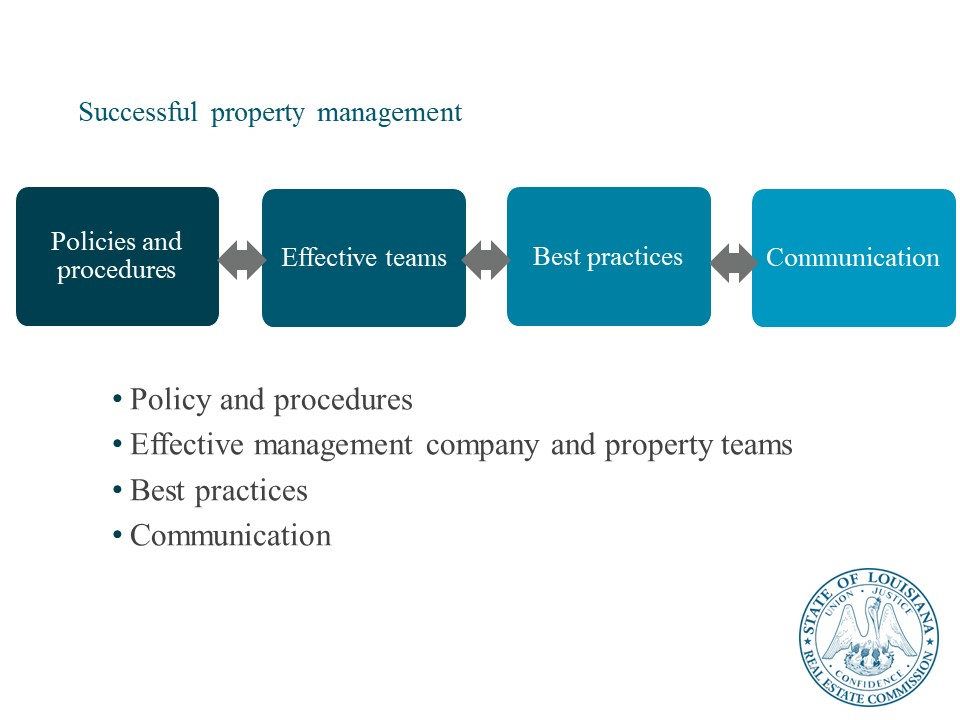 Successful property management
Policies and
procedures
Effective teams
Best practices
Communication
• Policy and procedures
• Effective management company and property teams
• Best practices
• Communication
STATE OF LOUISIANA
UNION · JUSTICE
CONFIDENCE
REAL ESTATE COMMISSION